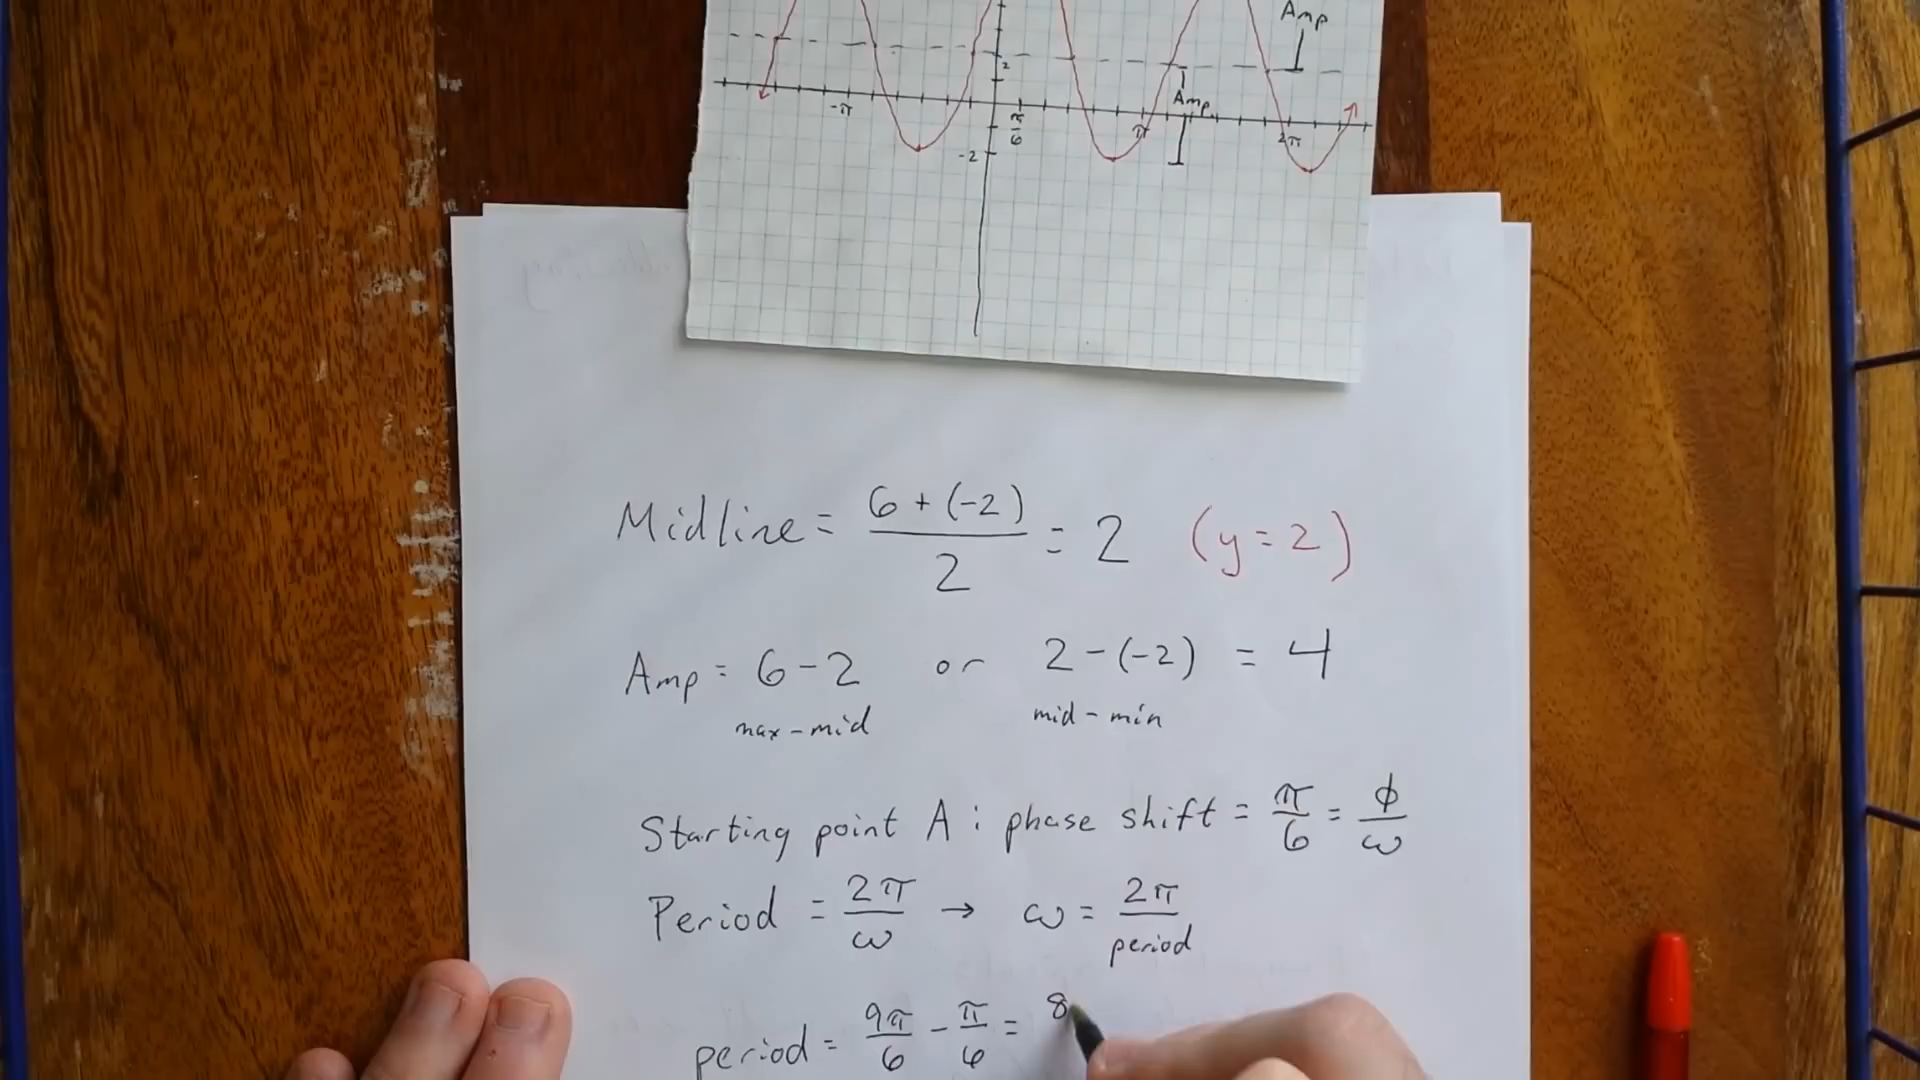 Amp
2
Amp.
-π π/6 π 2π
-2
Midline = (6 + (-2))/2 = 2 (y = 2)
Amp = 6 - 2 or 2 - (-2) = 4
max - mid mid - min
Starting point A : phase shift = π/6 = ϕ/ω
Period = 2π/ω → ω = 2π/period
period = 9π/6 - π/6 = 8